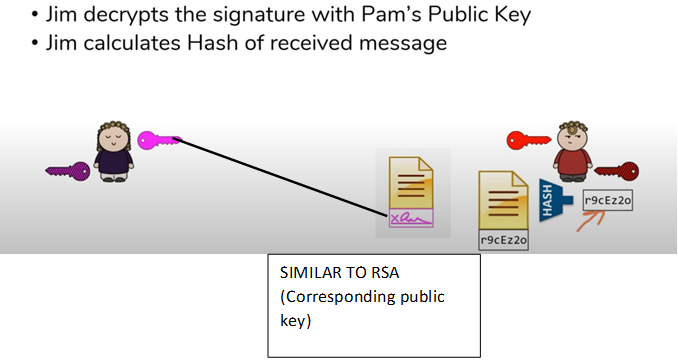 • Jim decrypts the signature with Pam’s Public Key
• Jim calculates Hash of received message
HASH
r9cEz2o
r9cEz2o
SIMILAR TO RSA
(Corresponding public
key)